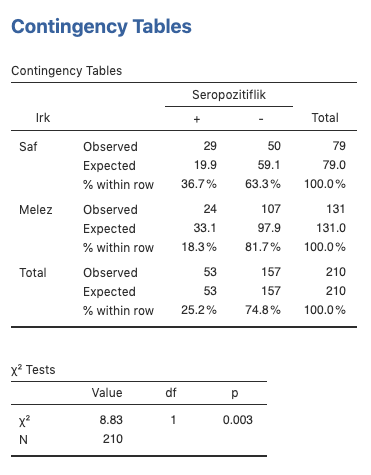 Contingency Tables
Contingency Tables
Seropozitiflik
Irk + - Total
Saf Observed 29 50 79
Expected 19.9 59.1 79.0
% within row 36.7% 63.3% 100.0%
Melez Observed 24 107 131
Expected 33.1 97.9 131.0
% within row 18.3% 81.7% 100.0%
Total Observed 53 157 210
Expected 53 157 210
% within row 25.2% 74.8% 100.0%
χ² Tests
Value df p
χ² 8.83 1 0.003
N 210